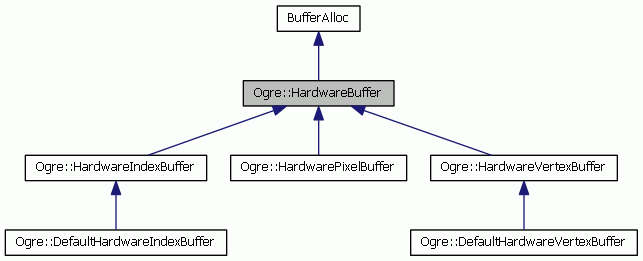 BufferAlloc
Ogre::HardwareBuffer
Ogre::HardwareIndexBuffer
Ogre::HardwarePixelBuffer
Ogre::HardwareVertexBuffer
Ogre::DefaultHardwareIndexBuffer
Ogre::DefaultHardwareVertexBuffer